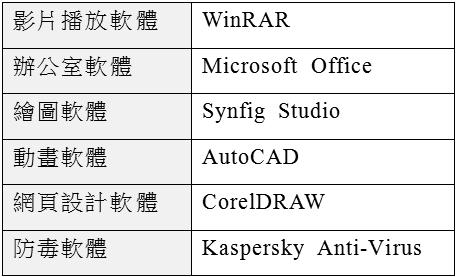 影片播放軟體 WinRAR
辦公室軟體 Microsoft Office
繪圖軟體 Synfig Studio
動畫軟體 AutoCAD
網頁設計軟體 CorelDRAW
防毒軟體 Kaspersky Anti-Virus